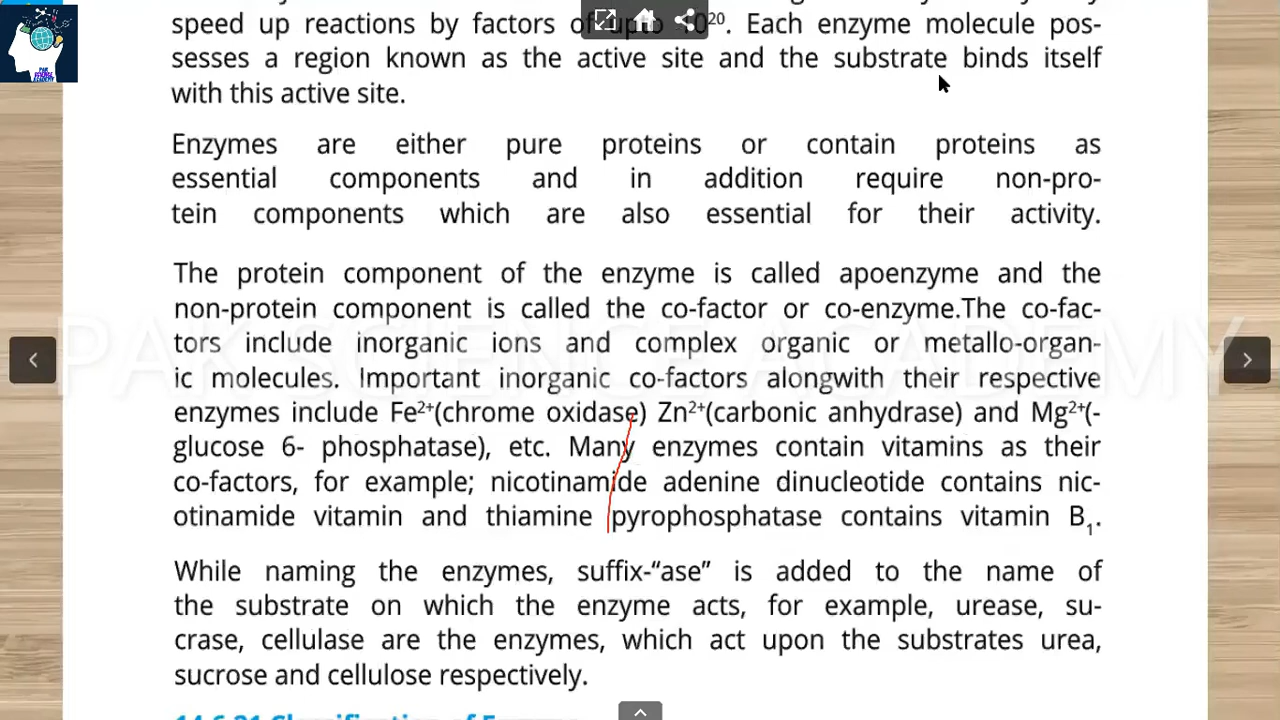 speed up reactions by factors of upto 10²⁰. Each enzyme molecule pos-
sesses a region known as the active site and the substrate binds itself
with this active site.
Enzymes are either pure proteins or contain proteins as
essential components and in addition require non-pro-
tein components which are also essential for their activity.
The protein component of the enzyme is called apoenzyme and the
non-protein component is called the co-factor or co-enzyme.The co-fac-
tors include inorganic ions and complex organic or metallo-organ-
ic molecules. Important inorganic co-factors alongwith their respective
enzymes include Fe²⁺(chrome oxidase) Zn²⁺(carbonic anhydrase) and Mg²⁺(-
glucose 6- phosphatase), etc. Many enzymes contain vitamins as their
co-factors, for example; nicotinamide adenine dinucleotide contains nic-
otinamide vitamin and thiamine pyrophosphatase contains vitamin B₁.
While naming the enzymes, suffix-“ase” is added to the name of
the substrate on which the enzyme acts, for example, urease, su-
crase, cellulase are the enzymes, which act upon the substrates urea,
sucrose and cellulose respectively.
PAK SCIENCE ACADEMY
PAK SCIENCE ACADEMY